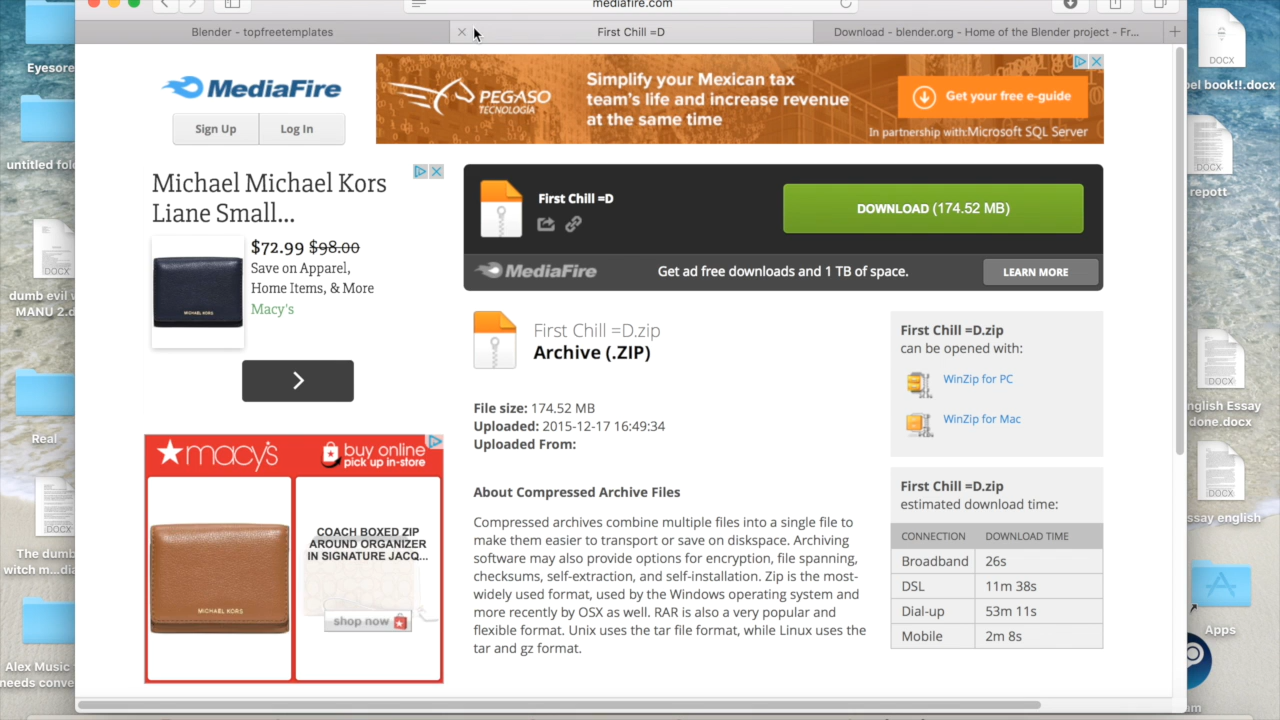 mediafire.com
Blender - topfreetemplates
First Chill =D
Download - blender.org - Home of the Blender project - Fr...
MediaFire
Sign Up
Log In
PEGASO
TECNOLOGÍA
Simplify your Mexican tax
team's life and increase revenue
at the same time
Get your free e-guide
In partnership with:Microsoft SQL Server
Michael Michael Kors
Liane Small...
$72.99 $98.00
Save on Apparel,
Home Items, & More
Macy's
MICHAEL KORS
First Chill =D
DOWNLOAD (174.52 MB)
MediaFire
Get ad free downloads and 1 TB of space.
LEARN MORE
First Chill =D.zip
Archive (.ZIP)
File size: 174.52 MB
Uploaded: 2015-12-17 16:49:34
Uploaded From:
About Compressed Archive Files
Compressed archives combine multiple files into a single file to
make them easier to transport or save on diskspace. Archiving
software may also provide options for encryption, file spanning,
checksums, self-extraction, and self-installation. Zip is the most-
widely used format, used by the Windows operating system and
more recently by OSX as well. RAR is also a very popular and
flexible format. Unix uses the tar file format, while Linux uses the
tar and gz format.
First Chill =D.zip
can be opened with:
WinZip for PC
WinZip for Mac
First Chill =D.zip
estimated download time:
CONNECTION DOWNLOAD TIME
Broadband 26s
DSL 11m 38s
Dial-up 53m 11s
Mobile 2m 8s
macy's
buy online
pick up in-store
MICHAEL KORS
COACH BOXED ZIP
AROUND ORGANIZER
IN SIGNATURE JACQ...
shop now
Eyesore
untitled fol
DOCX
dumb evil
MANU 2.d
Real
DOCX
The dumb
witch m...
Alex Music
needs conve
DOCX
book!!.docx
DOCX
repott
DOCX
nglish Essay
done.docx
DOCX
ssay english
Apps